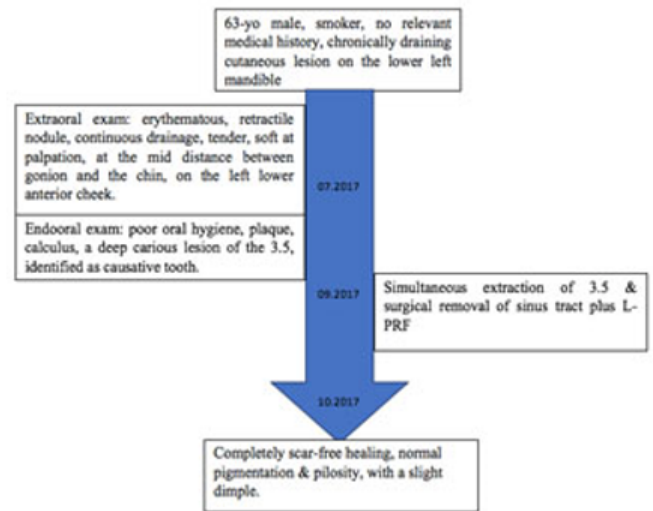 63-yo male, smoker, no relevant
medical history, chronically draining
cutaneous lesion on the lower left
mandible
Extraoral exam: erythematous, retractile
nodule, continuous drainage, tender, soft at
palpation, at the mid distance between
gonion and the chin, on the left lower
anterior cheek.
07.2017
Endooral exam: poor oral hygiene, plaque,
calculus, a deep carious lesion of the 3.5,
identified as causative tooth.
09.2017
Simultaneous extraction of 3.5 &
surgical removal of sinus tract plus L-
PRF
10.2017
Completely scar-free healing, normal
pigmentation & pilosity, with a slight
dimple.